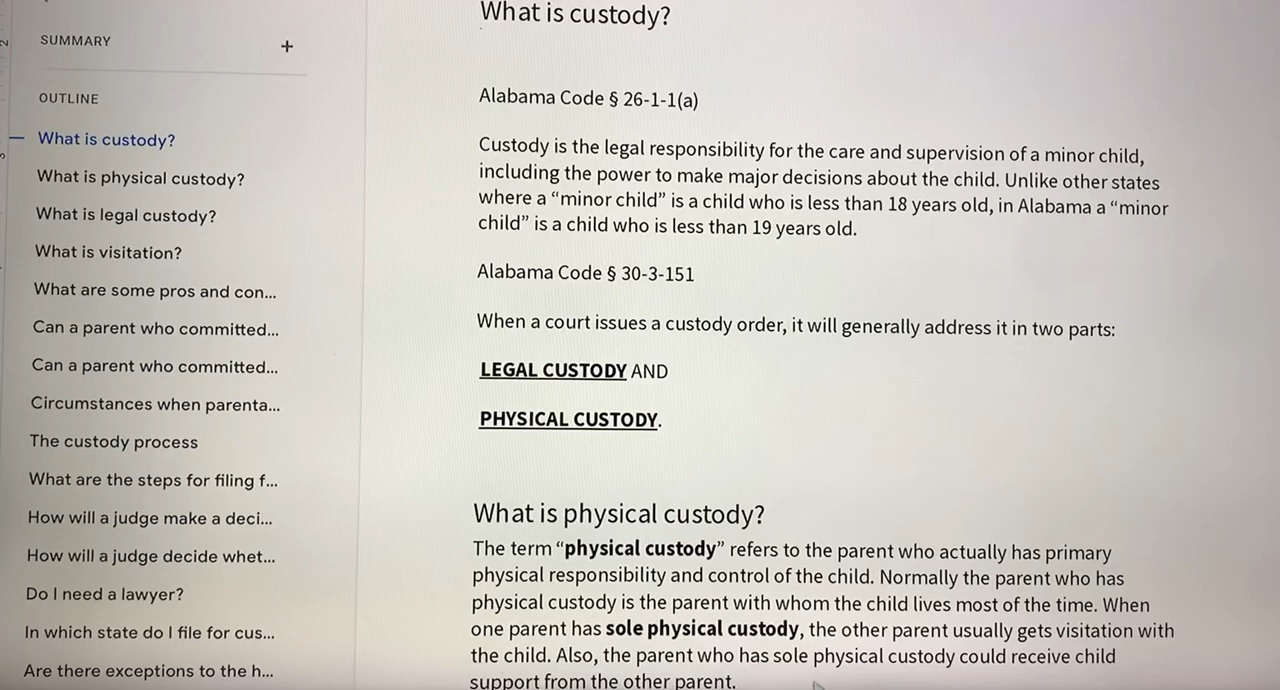 SUMMARY
+
OUTLINE
What is custody?
What is physical custody?
What is legal custody?
What is visitation?
What are some pros and con...
Can a parent who committed...
Can a parent who committed...
Circumstances when parenta...
The custody process
What are the steps for filing f...
How will a judge make a deci...
How will a judge decide whet...
Do I need a lawyer?
In which state do I file for cus...
Are there exceptions to the h...
What is custody?
Alabama Code § 26-1-1(a)
Custody is the legal responsibility for the care and supervision of a minor child,
including the power to make major decisions about the child. Unlike other states
where a “minor child” is a child who is less than 18 years old, in Alabama a “minor
child” is a child who is less than 19 years old.
Alabama Code § 30-3-151
When a court issues a custody order, it will generally address it in two parts:
LEGAL CUSTODY AND
PHYSICAL CUSTODY.
What is physical custody?
The term “physical custody” refers to the parent who actually has primary
physical responsibility and control of the child. Normally the parent who has
physical custody is the parent with whom the child lives most of the time. When
one parent has sole physical custody, the other parent usually gets visitation with
the child. Also, the parent who has sole physical custody could receive child
support from the other parent.